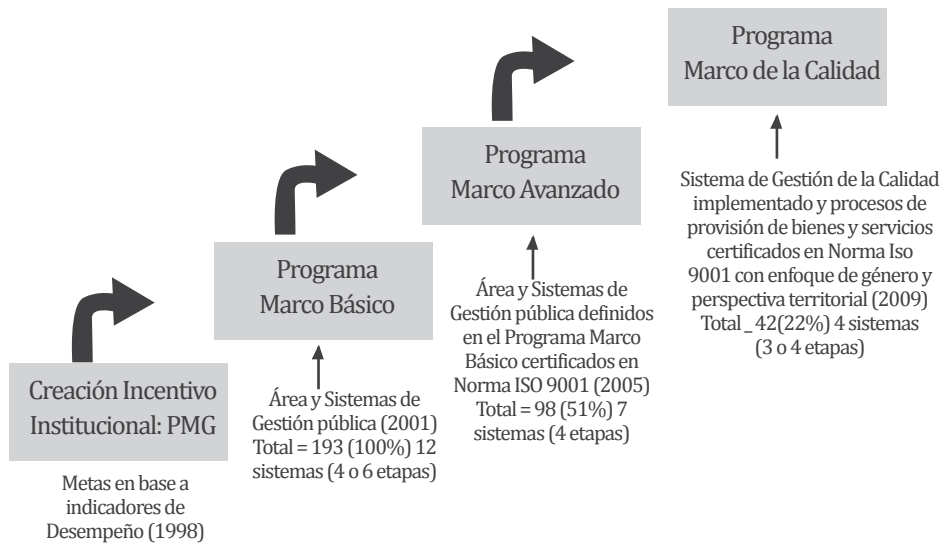 Creación Incentivo
Institucional: PMG
Metas en base a
indicadores de
Desempeño (1998)
Programa
Marco Básico
Área y Sistemas de
Gestión pública (2001)
Total = 193 (100%) 12
sistemas (4 o 6 etapas)
Programa
Marco Avanzado
Área y Sistemas de
Gestión pública definidos
en el Programa Marco
Básico certificados en
Norma ISO 9001 (2005)
Total = 98 (51%) 7
sistemas (4 etapas)
Programa
Marco de la Calidad
Sistema de Gestión de la Calidad
implementado y procesos de
provisión de bienes y servicios
certificados en Norma Iso
9001 con enfoque de género y
perspectiva territorial (2009)
Total _ 42(22%) 4 sistemas
(3 o 4 etapas)